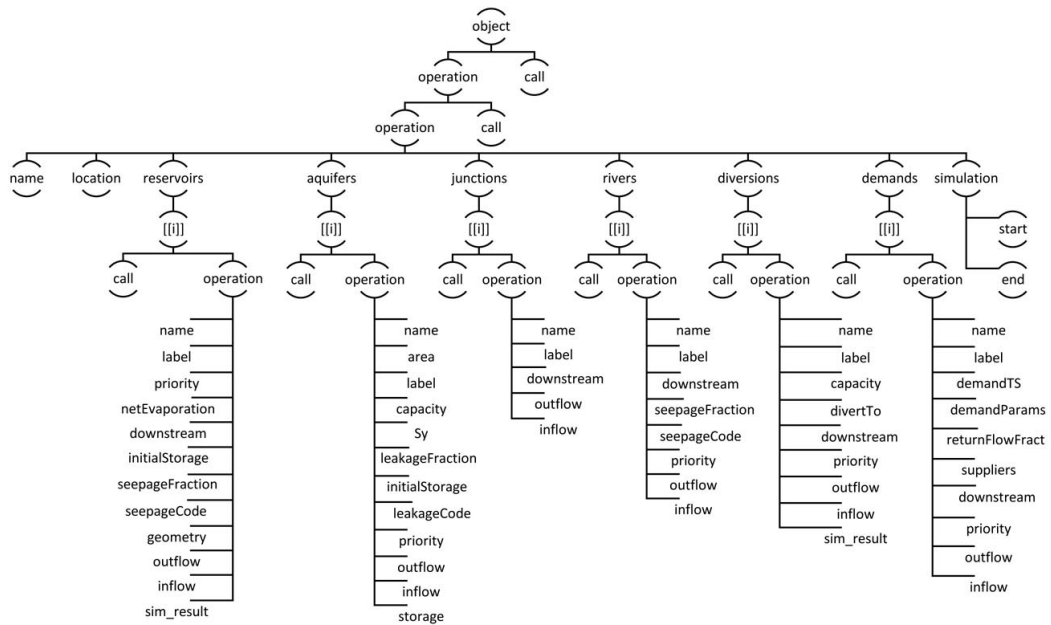 object
operation call
operation call
name location reservoirs aquifers junctions rivers diversions demands simulation
[[i]] [[i]] [[i]] [[i]] [[i]] [[i]] start
call operation call operation call operation call operation call operation call operation end
name
label
priority
netEvaporation
downstream
initialStorage
seepageFraction
seepageCode
geometry
outflow
inflow
sim_result
name
area
label
capacity
Sy
leakageFraction
initialStorage
leakageCode
priority
outflow
inflow
storage
name
label
downstream
outflow
inflow
name
label
downstream
seepageFraction
seepageCode
priority
outflow
inflow
name
label
capacity
divertTo
downstream
priority
outflow
inflow
sim_result
name
label
demandTS
demandParams
returnFlowFract
suppliers
downstream
priority
outflow
inflow